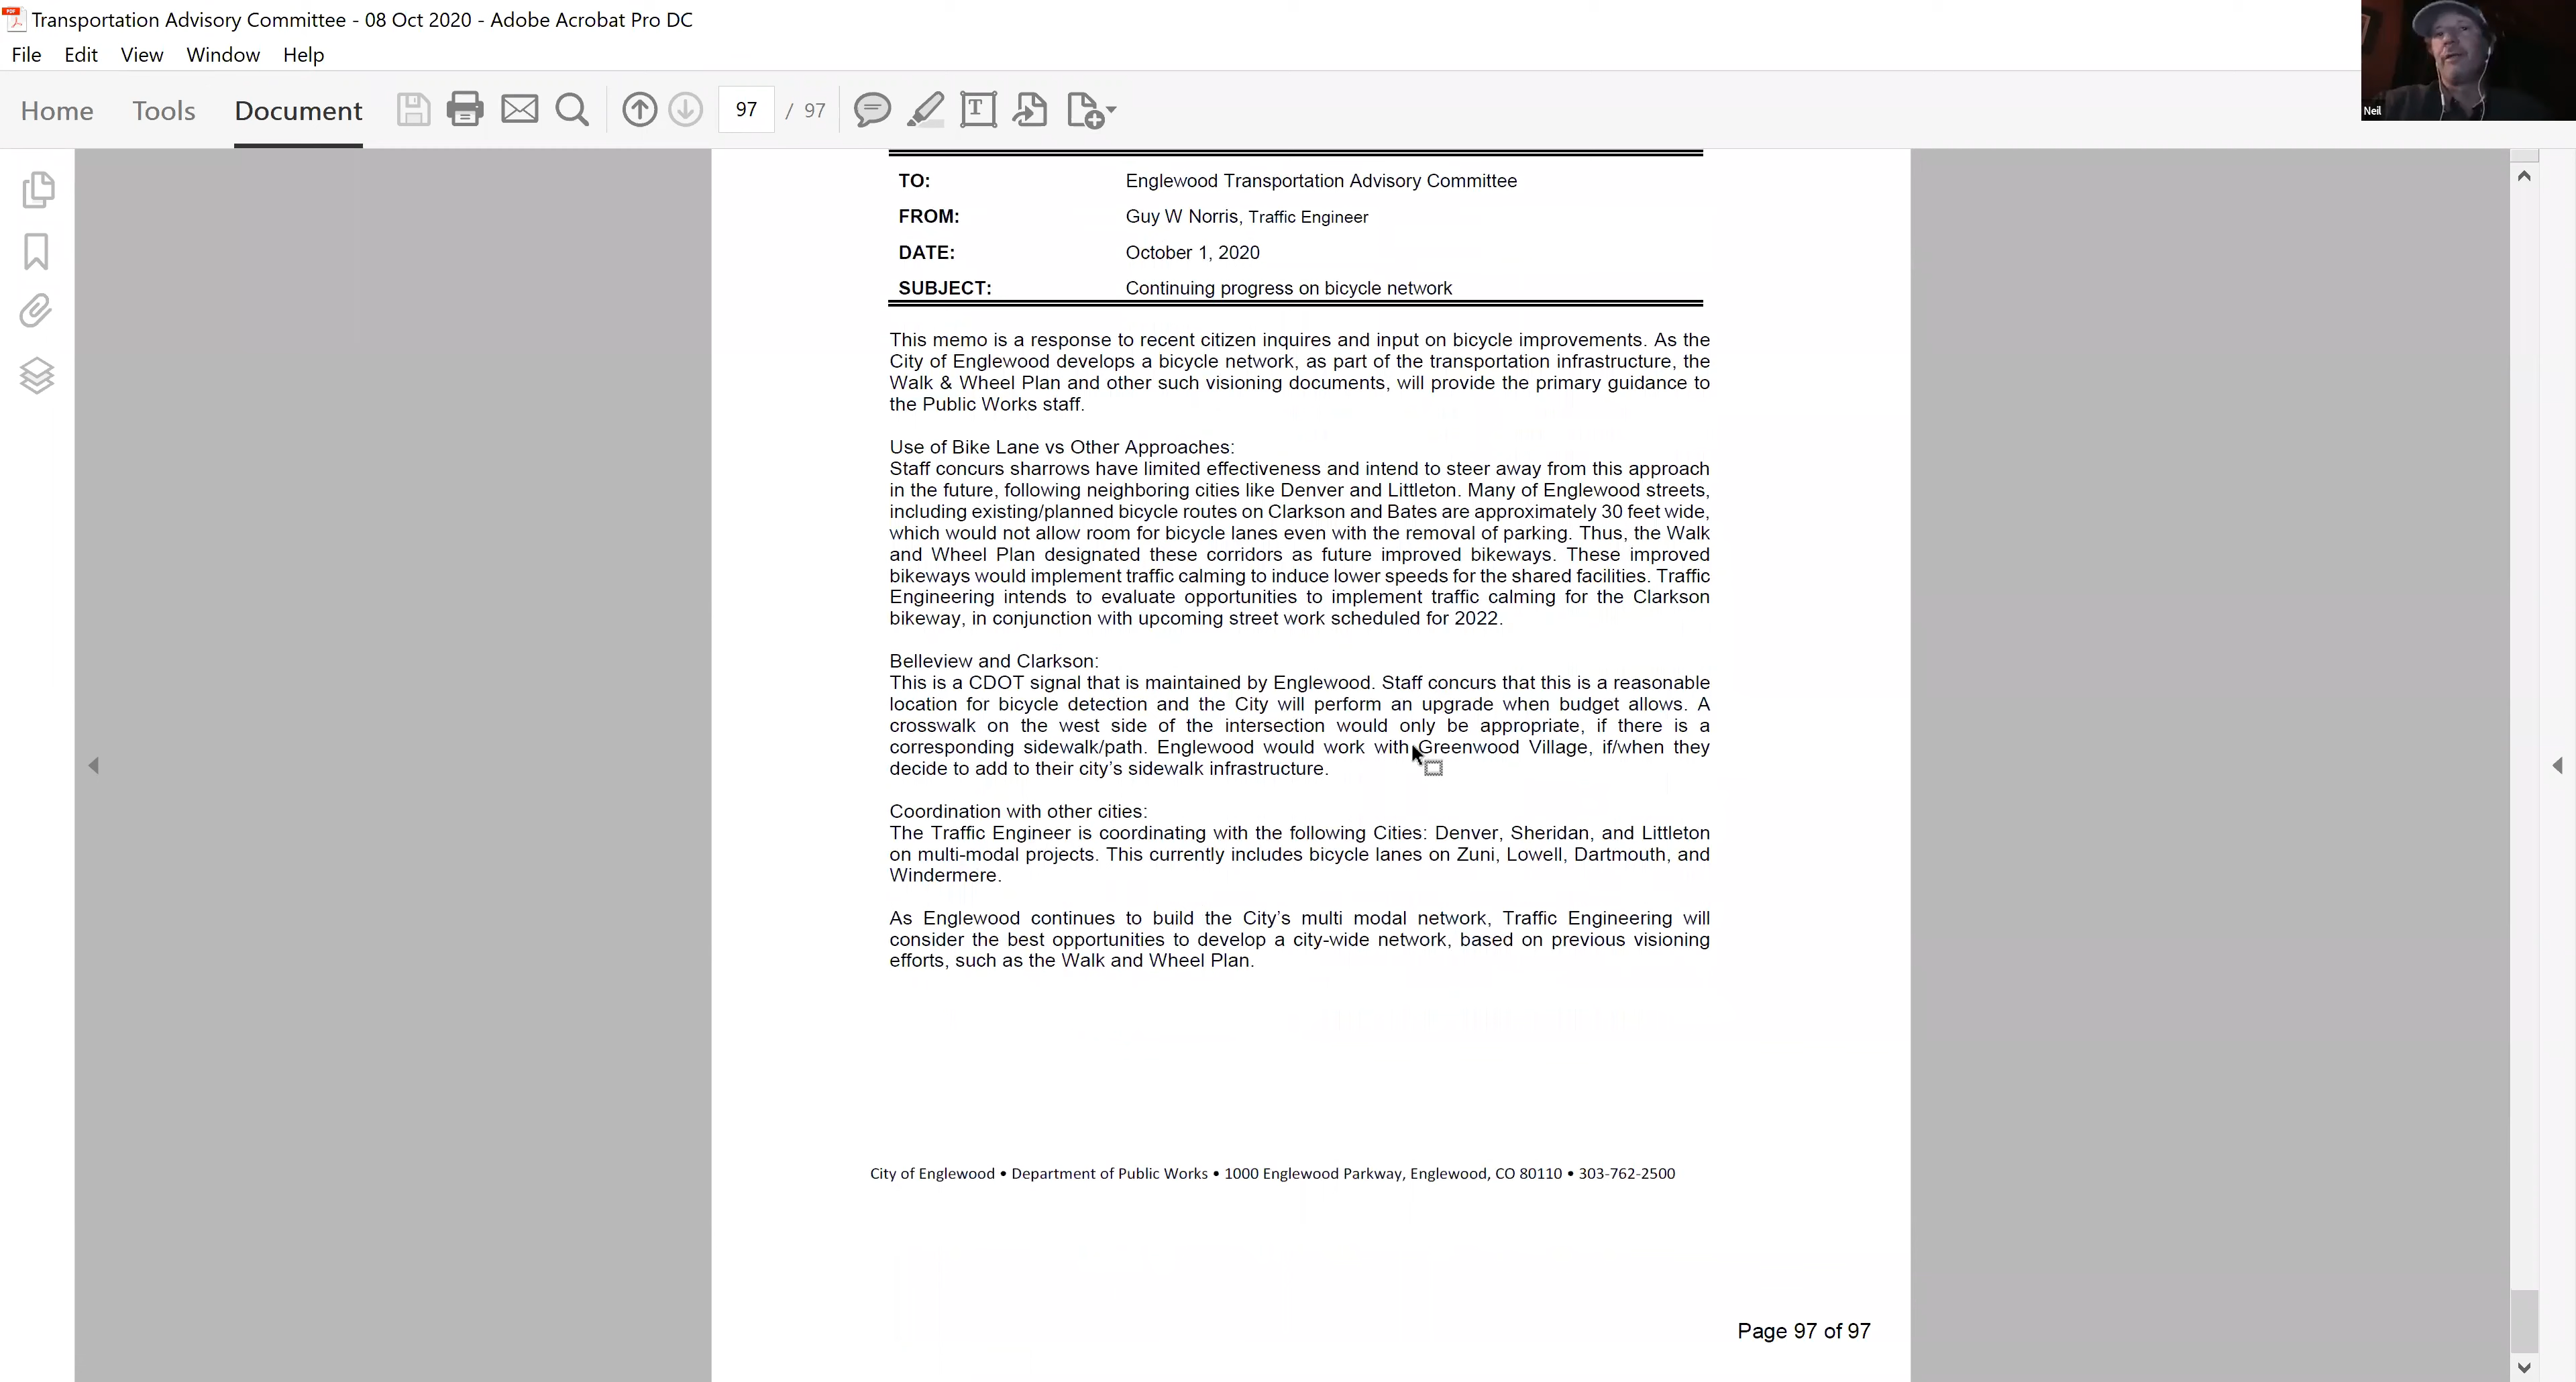 Transportation Advisory Committee - 08 Oct 2020 - Adobe Acrobat Pro DC
File Edit View Window Help
Home Tools Document 97 / 97
Neil
TO: Englewood Transportation Advisory Committee
FROM: Guy W Norris, Traffic Engineer
DATE: October 1, 2020
SUBJECT: Continuing progress on bicycle network
This memo is a response to recent citizen inquires and input on bicycle improvements. As the
City of Englewood develops a bicycle network, as part of the transportation infrastructure, the
Walk & Wheel Plan and other such visioning documents, will provide the primary guidance to
the Public Works staff.
Use of Bike Lane vs Other Approaches:
Staff concurs sharrows have limited effectiveness and intend to steer away from this approach
in the future, following neighboring cities like Denver and Littleton. Many of Englewood streets,
including existing/planned bicycle routes on Clarkson and Bates are approximately 30 feet wide,
which would not allow room for bicycle lanes even with the removal of parking. Thus, the Walk
and Wheel Plan designated these corridors as future improved bikeways. These improved
bikeways would implement traffic calming to induce lower speeds for the shared facilities. Traffic
Engineering intends to evaluate opportunities to implement traffic calming for the Clarkson
bikeway, in conjunction with upcoming street work scheduled for 2022.
Belleview and Clarkson:
This is a CDOT signal that is maintained by Englewood. Staff concurs that this is a reasonable
location for bicycle detection and the City will perform an upgrade when budget allows. A
crosswalk on the west side of the intersection would only be appropriate, if there is a
corresponding sidewalk/path. Englewood would work with Greenwood Village, if/when they
decide to add to their city's sidewalk infrastructure.
Coordination with other cities:
The Traffic Engineer is coordinating with the following Cities: Denver, Sheridan, and Littleton
on multi-modal projects. This currently includes bicycle lanes on Zuni, Lowell, Dartmouth, and
Windermere.
As Englewood continues to build the City's multi modal network, Traffic Engineering will
consider the best opportunities to develop a city-wide network, based on previous visioning
efforts, such as the Walk and Wheel Plan.
City of Englewood • Department of Public Works • 1000 Englewood Parkway, Englewood, CO 80110 • 303-762-2500
Page 97 of 97